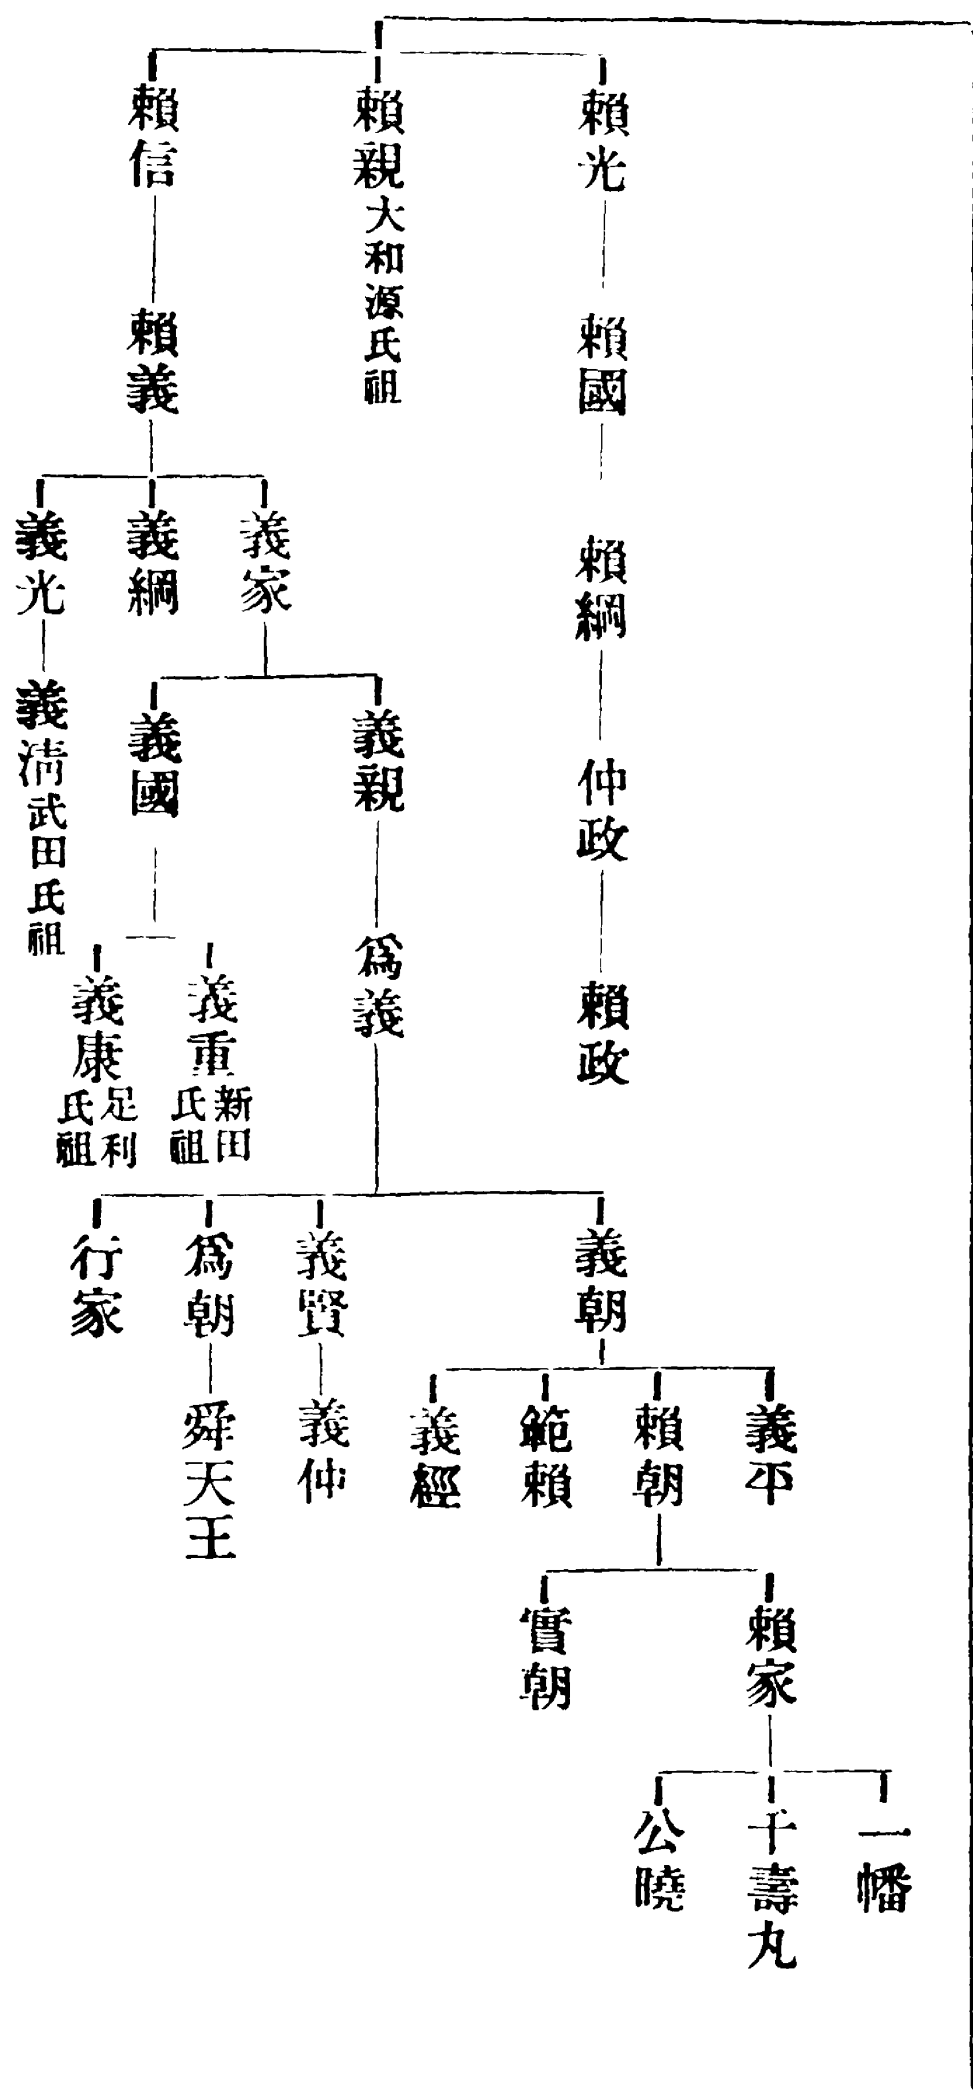 賴光
賴國
賴綱
仲政
賴政
賴親大和源氏祖
賴信
賴義
義家
義綱
義光
義淸武田氏祖
義親
義國
爲義
義重新田氏祖
義康足利氏祖
義朝
義賢
爲朝
行家
義平
賴朝
範賴
義經
義仲
舜天王
賴家
實朝
一幡
千壽丸
公曉